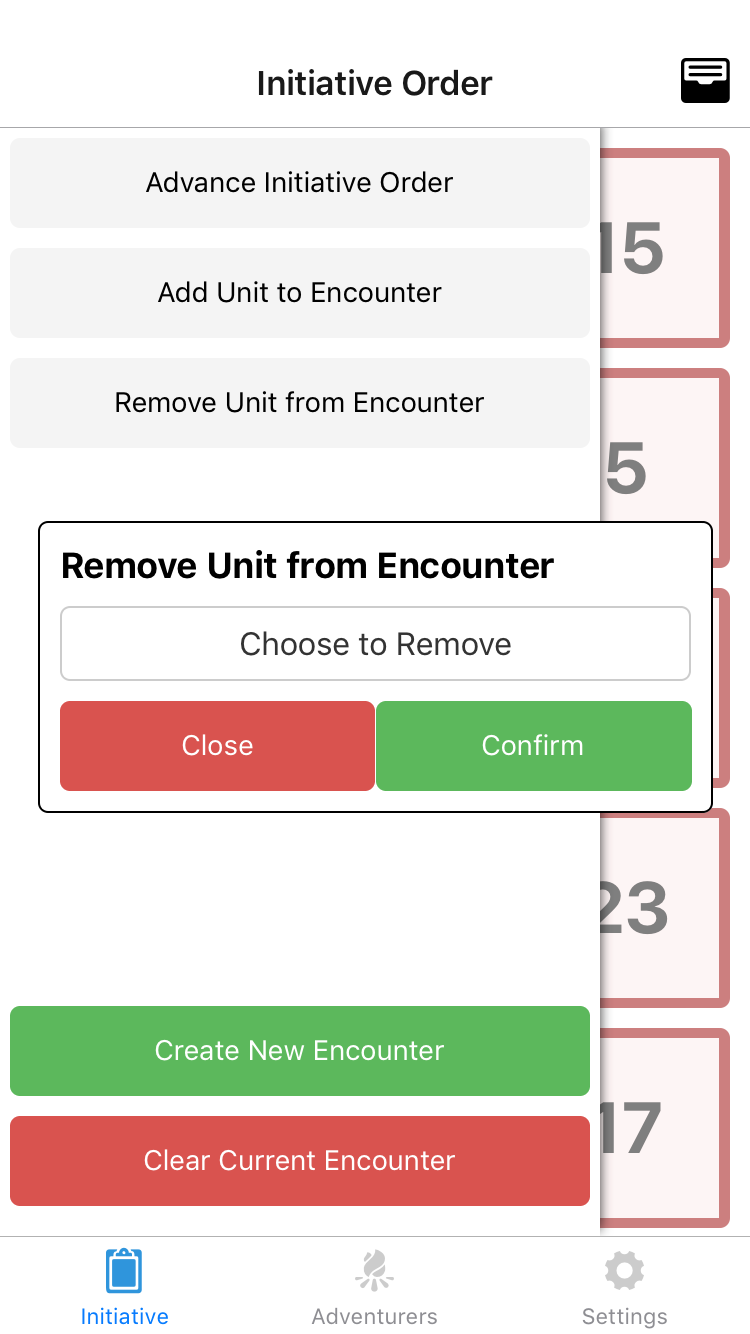 Initiative Order
Advance Initiative Order
15
Add Unit to Encounter
Remove Unit from Encounter
5
Remove Unit from Encounter
Choose to Remove
Close
Confirm
23
Create New Encounter
17
Clear Current Encounter
Initiative
Adventurers
Settings